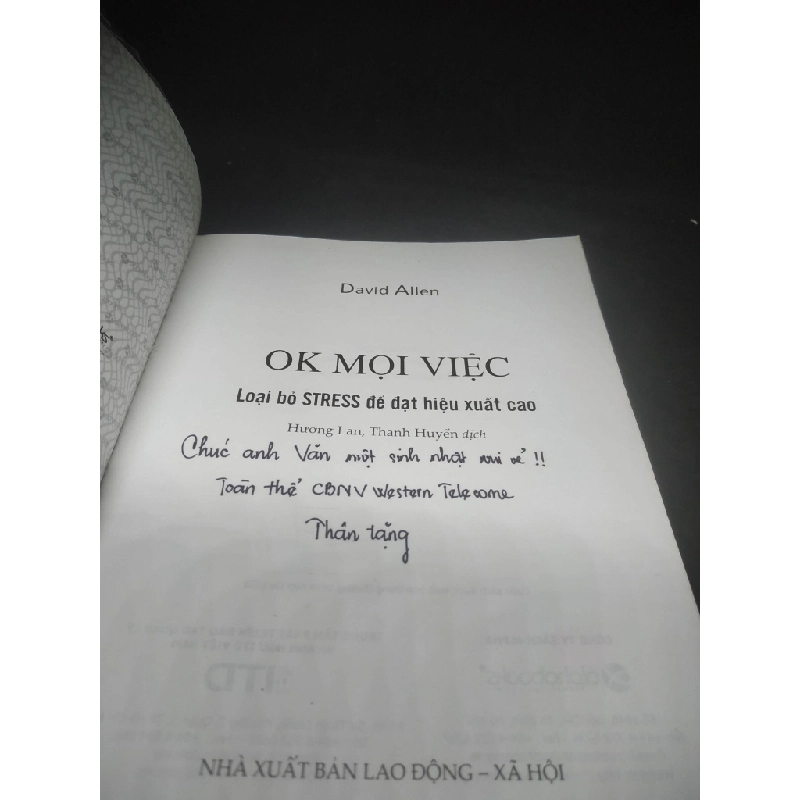 David Allen
OK MỌI VIỆC
Loại bỏ STRESS để đạt hiệu xuất cao
Hương Lan, Thanh Huyền dịch
Chúc anh Văn một sinh nhật vui vẻ !!
Toàn thể CBNV Western Telecome
Thân tặng
ITD
alphabooks
NHÀ XUẤT BẢN LAO ĐỘNG – XÃ HỘI